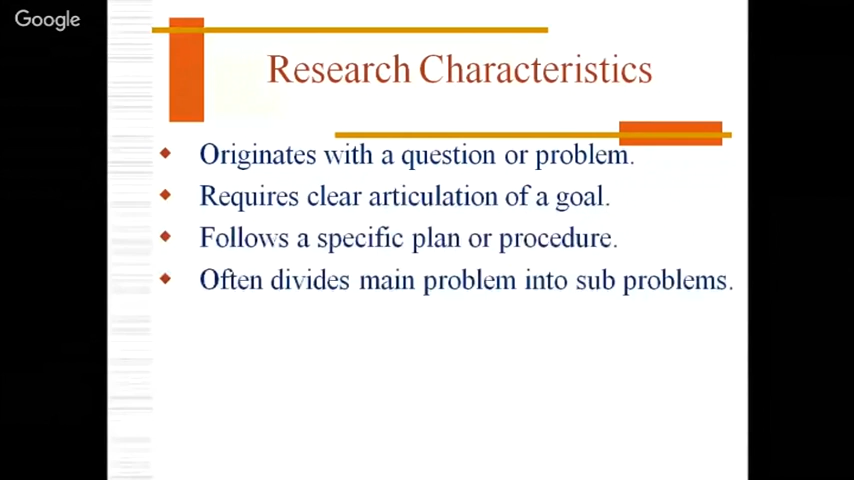 Google
Research Characteristics
Originates with a question or problem.
Requires clear articulation of a goal.
Follows a specific plan or procedure.
Often divides main problem into sub problems.